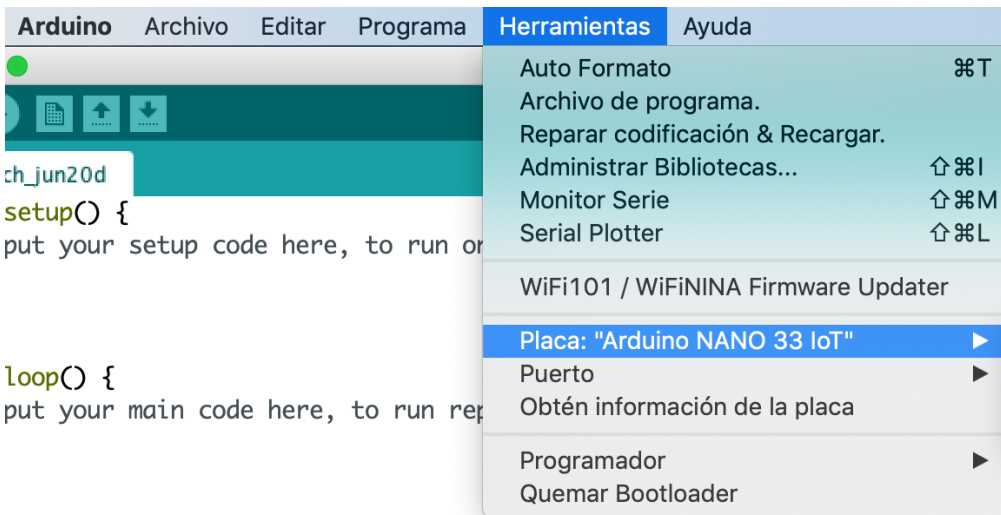 Arduino Archivo Editar Programa Herramientas Ayuda
ch_jun20d
setup() {
put your setup code here, to run or
loop() {
put your main code here, to run rep
Auto Formato ⌘T
Archivo de programa.
Reparar codificación & Recargar.
Administrar Bibliotecas... ⇧⌘I
Monitor Serie ⇧⌘M
Serial Plotter ⇧⌘L
WiFi101 / WiFiNINA Firmware Updater
Placa: "Arduino NANO 33 IoT" ▶
Puerto ▶
Obtén información de la placa
Programador ▶
Quemar Bootloader